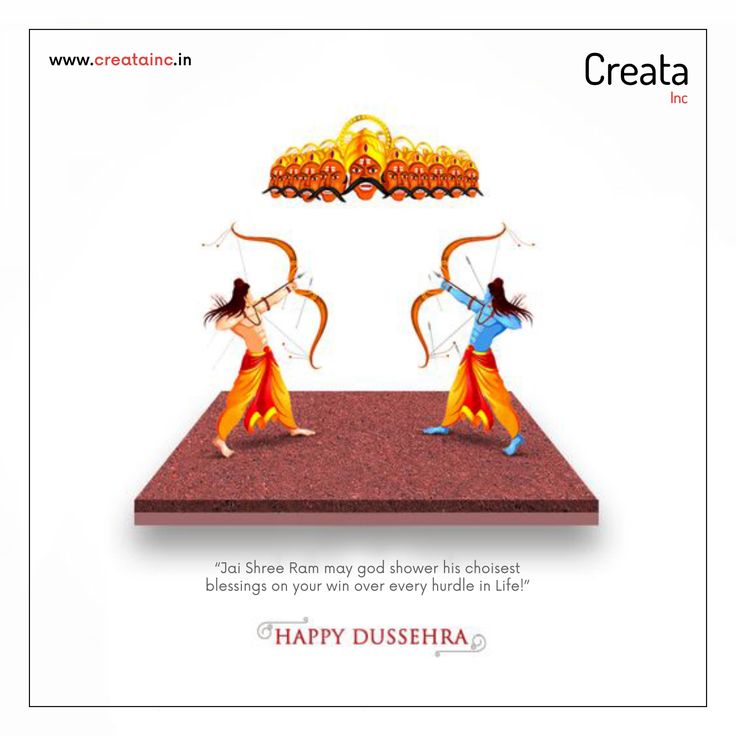 www.creatainc.in
Creata
Inc
“Jai Shree Ram may god shower his choisest
blessings on your win over every hurdle in Life!”
HAPPY DUSSEHRA